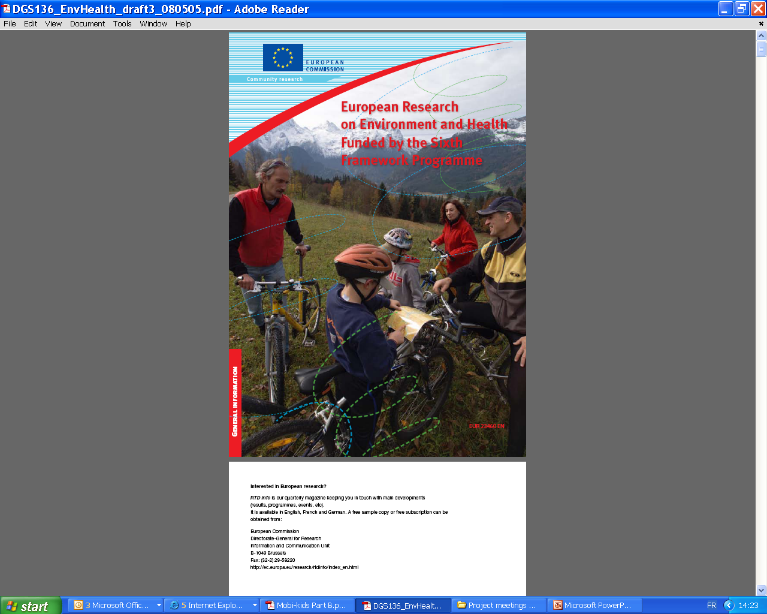 DGS136_EnvHealth_draft3_080505.pdf - Adobe Reader
File Edit View Document Tools Window Help
EUROPEAN
COMMISSION
Community research
European Research
on Environment and Health
Funded by the Sixth
Framework Programme
GENERAL INFORMATION
Interested in European research?
RTD info is our quarterly magazine keeping you in touch with main developments
(results, programmes, events, etc).
It is available in English, French and German. A free sample copy or free subscription can be
obtained from:
European Commission
Directorate-General for Research
Information and Communication Unit
B- 1049 Brussels
Fax: (32-2) 29-58220
http://ec.europa.eu/research/rtdinfo/index_en.html
start
3 Microsoft Offic...
5 Internet Explo...
Mobi-kids Part B.p...
DGS136_EnvHealt...
Project meetings ...
Microsoft PowerP...
FR
14:23